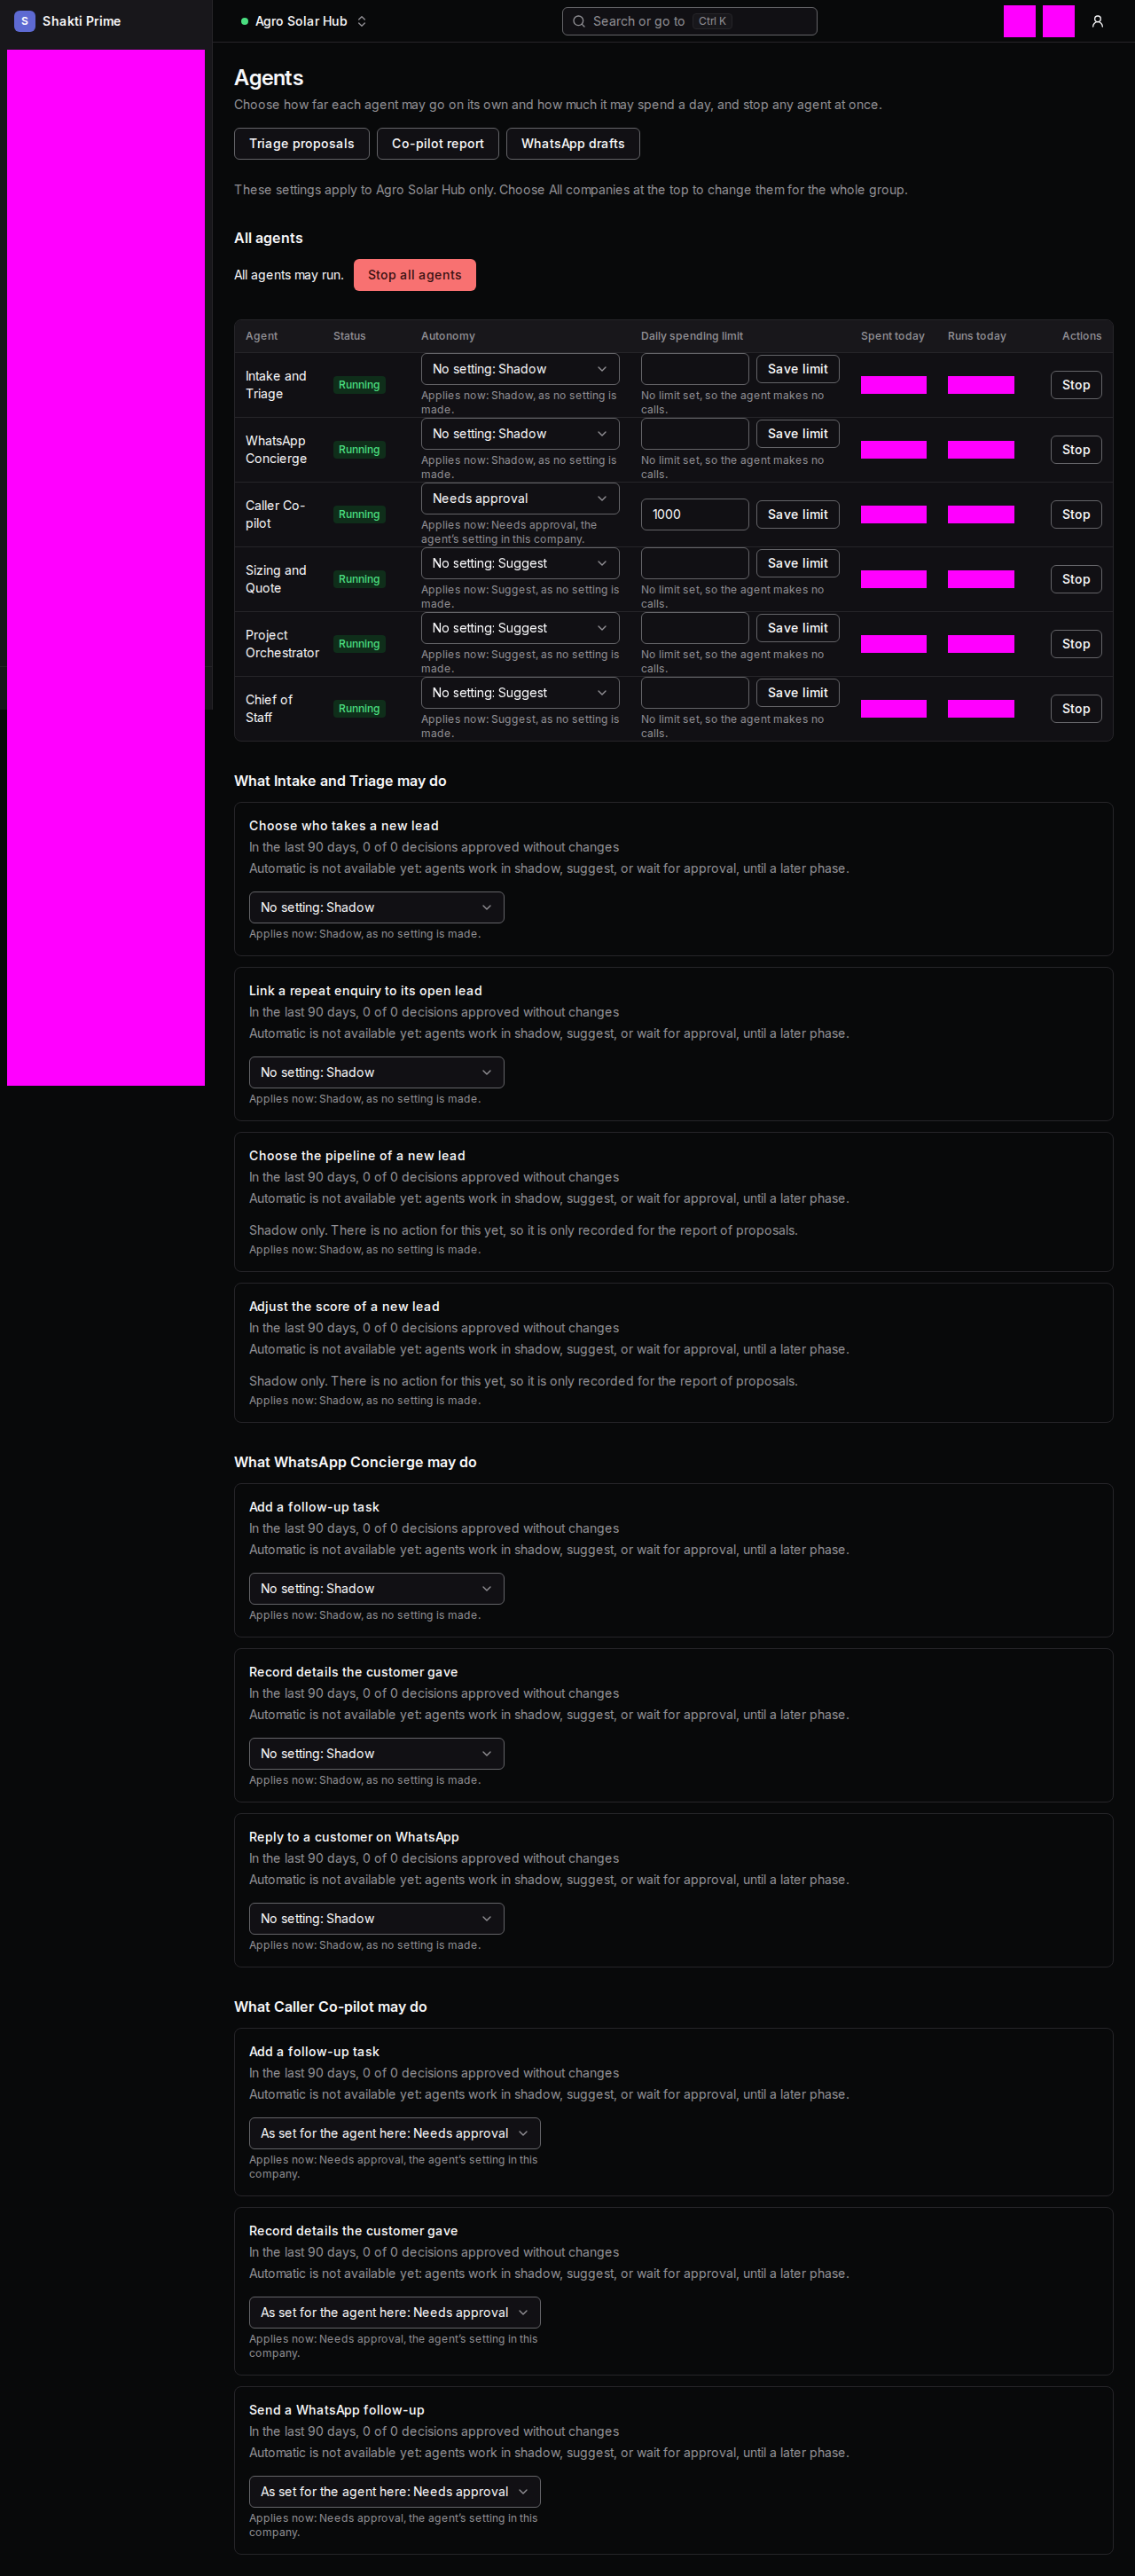 S Shakti Prime
Agro Solar Hub
Search or go to Ctrl K
Agents
Choose how far each agent may go on its own and how much it may spend a day, and stop any agent at once.
Triage proposals Co-pilot report WhatsApp drafts
These settings apply to Agro Solar Hub only. Choose All companies at the top to change them for the whole group.
All agents
All agents may run. Stop all agents
Agent Status Autonomy Daily spending limit Spent today Runs today Actions
Intake and Triage Running No setting: Shadow Save limit Stop
Applies now: Shadow, as no setting is made. No limit set, so the agent makes no calls.
WhatsApp Concierge Running No setting: Shadow Save limit Stop
Applies now: Shadow, as no setting is made. No limit set, so the agent makes no calls.
Caller Co-pilot Running Needs approval 1000 Save limit Stop
Applies now: Needs approval, the agent’s setting in this company.
Sizing and Quote Running No setting: Suggest Save limit Stop
Applies now: Suggest, as no setting is made. No limit set, so the agent makes no calls.
Project Orchestrator Running No setting: Suggest Save limit Stop
Applies now: Suggest, as no setting is made. No limit set, so the agent makes no calls.
Chief of Staff Running No setting: Suggest Save limit Stop
Applies now: Suggest, as no setting is made. No limit set, so the agent makes no calls.
What Intake and Triage may do
Choose who takes a new lead
In the last 90 days, 0 of 0 decisions approved without changes
Automatic is not available yet: agents work in shadow, suggest, or wait for approval, until a later phase.
No setting: Shadow
Applies now: Shadow, as no setting is made.
Link a repeat enquiry to its open lead
In the last 90 days, 0 of 0 decisions approved without changes
Automatic is not available yet: agents work in shadow, suggest, or wait for approval, until a later phase.
No setting: Shadow
Applies now: Shadow, as no setting is made.
Choose the pipeline of a new lead
In the last 90 days, 0 of 0 decisions approved without changes
Automatic is not available yet: agents work in shadow, suggest, or wait for approval, until a later phase.
Shadow only. There is no action for this yet, so it is only recorded for the report of proposals.
Applies now: Shadow, as no setting is made.
Adjust the score of a new lead
In the last 90 days, 0 of 0 decisions approved without changes
Automatic is not available yet: agents work in shadow, suggest, or wait for approval, until a later phase.
Shadow only. There is no action for this yet, so it is only recorded for the report of proposals.
Applies now: Shadow, as no setting is made.
What WhatsApp Concierge may do
Add a follow-up task
In the last 90 days, 0 of 0 decisions approved without changes
Automatic is not available yet: agents work in shadow, suggest, or wait for approval, until a later phase.
No setting: Shadow
Applies now: Shadow, as no setting is made.
Record details the customer gave
In the last 90 days, 0 of 0 decisions approved without changes
Automatic is not available yet: agents work in shadow, suggest, or wait for approval, until a later phase.
No setting: Shadow
Applies now: Shadow, as no setting is made.
Reply to a customer on WhatsApp
In the last 90 days, 0 of 0 decisions approved without changes
Automatic is not available yet: agents work in shadow, suggest, or wait for approval, until a later phase.
No setting: Shadow
Applies now: Shadow, as no setting is made.
What Caller Co-pilot may do
Add a follow-up task
In the last 90 days, 0 of 0 decisions approved without changes
Automatic is not available yet: agents work in shadow, suggest, or wait for approval, until a later phase.
As set for the agent here: Needs approval
Applies now: Needs approval, the agent’s setting in this
company.
Record details the customer gave
In the last 90 days, 0 of 0 decisions approved without changes
Automatic is not available yet: agents work in shadow, suggest, or wait for approval, until a later phase.
As set for the agent here: Needs approval
Applies now: Needs approval, the agent’s setting in this
company.
Send a WhatsApp follow-up
In the last 90 days, 0 of 0 decisions approved without changes
Automatic is not available yet: agents work in shadow, suggest, or wait for approval, until a later phase.
As set for the agent here: Needs approval
Applies now: Needs approval, the agent’s setting in this
company.